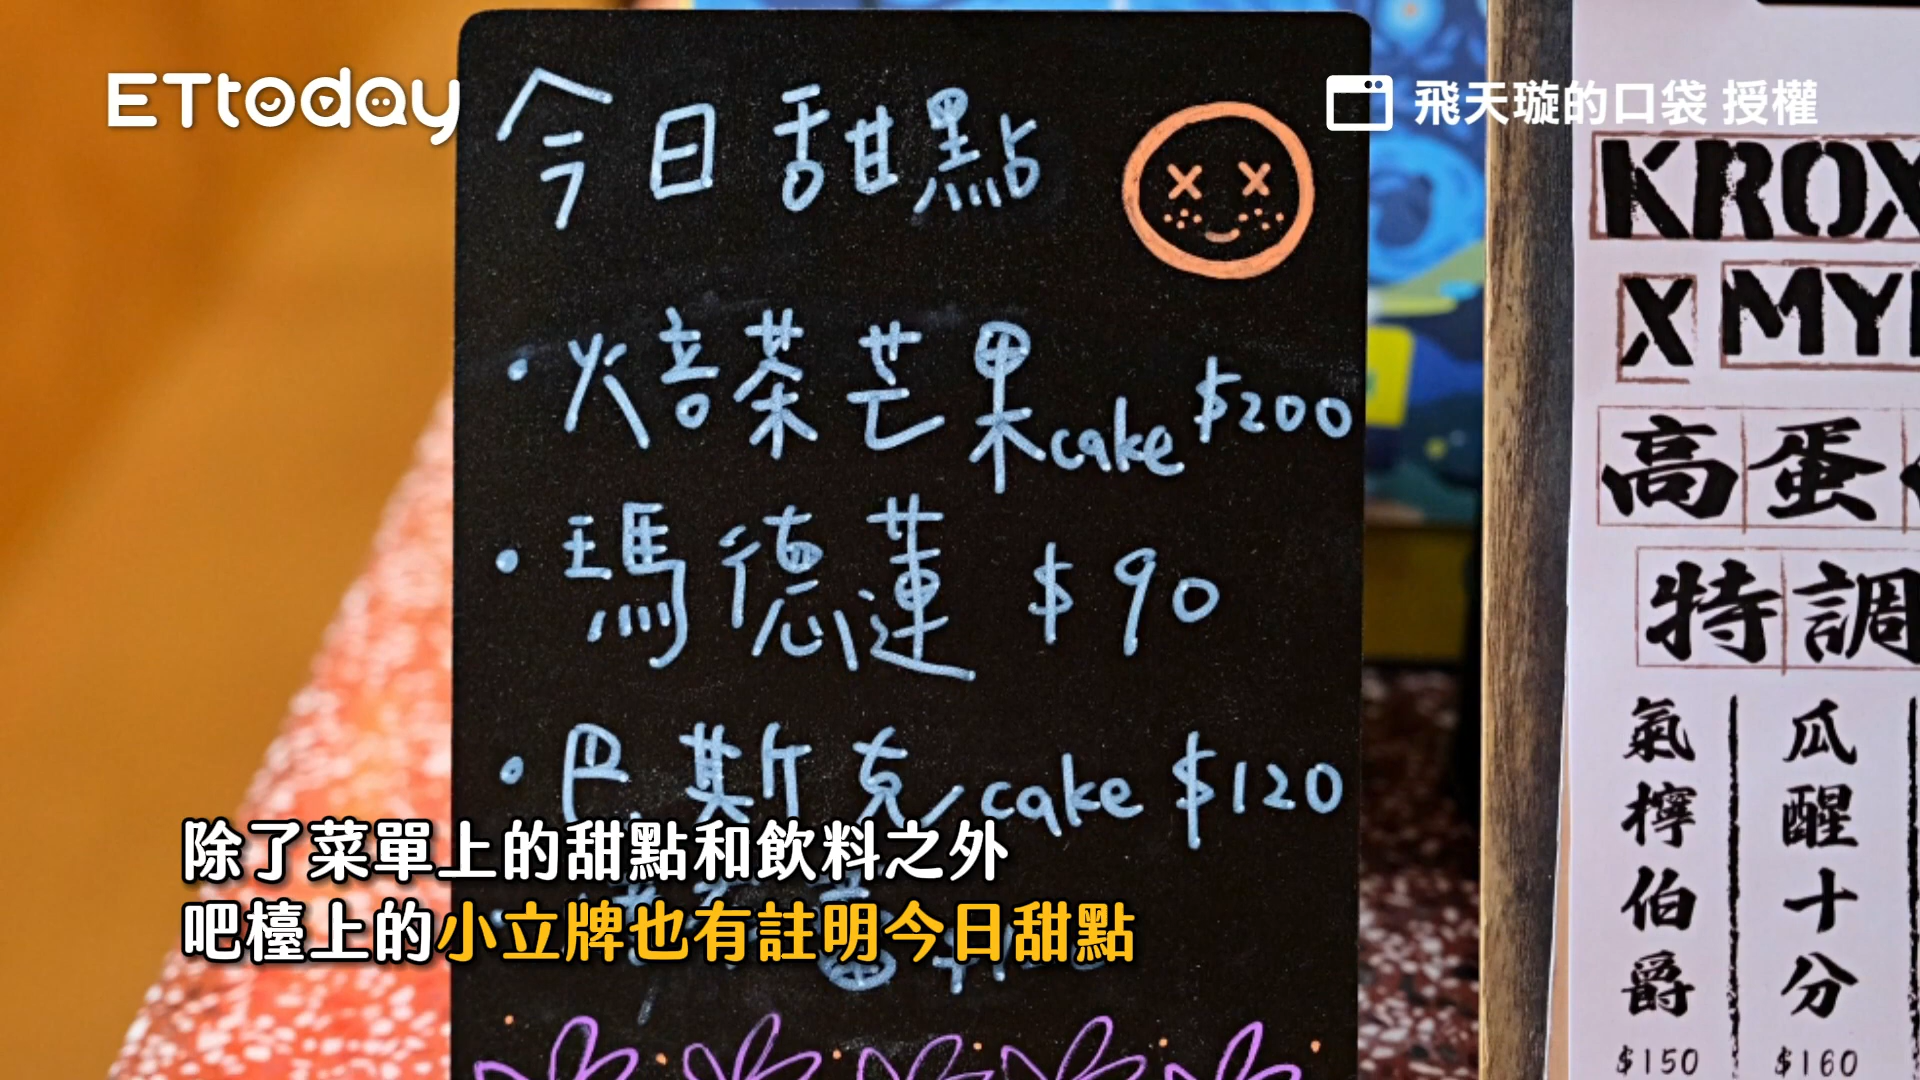 ETtoday
飛天璇的口袋 授權
今日甜點
・焙茶芒果cake $200
・瑪德蓮 $90
・巴斯克cake $120
除了菜單上的甜點和飲料之外
吧檯上的小立牌也有註明今日甜點
KROX
X MY
高蛋
特調
氣檸伯爵
$150
瓜醒十分
$160